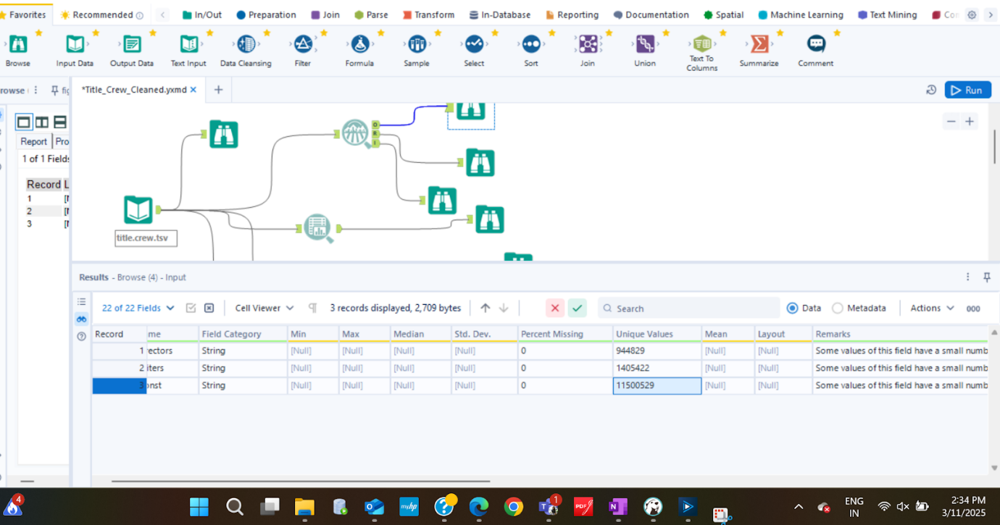 Favorites Recommended In/Out Preparation Join Parse Transform In-Database Reporting Documentation Spatial Machine Learning Text Mining Co
Browse Input Data Output Data Text Input Data Cleansing Filter Formula Sample Select Sort Join Union Text To Columns Summarize Comment
rowse fig *Title_Crew_Cleaned.yxmd Run
Report Pro
1 of 1 Fields
Record L
1 [N
2 [N
3 [N
O
R
I
title.crew.tsv
Results - Browse (4) - Input
22 of 22 Fields Cell Viewer 3 records displayed, 2,709 bytes Search Data Metadata Actions 000
Record me Field Category Min Max Median Std. Dev. Percent Missing Unique Values Mean Layout Remarks
1 rectors String [Null] [Null] [Null] [Null] 0 944829 [Null] [Null] Some values of this field have a small numb
2 iters String [Null] [Null] [Null] [Null] 0 1405422 [Null] [Null] Some values of this field have a small numb
3 onst String [Null] [Null] [Null] [Null] 0 11500529 [Null] [Null] Some values of this field have a small numb
4 myhp 1 PDF ENG 2:34 PM
IN 3/11/2025